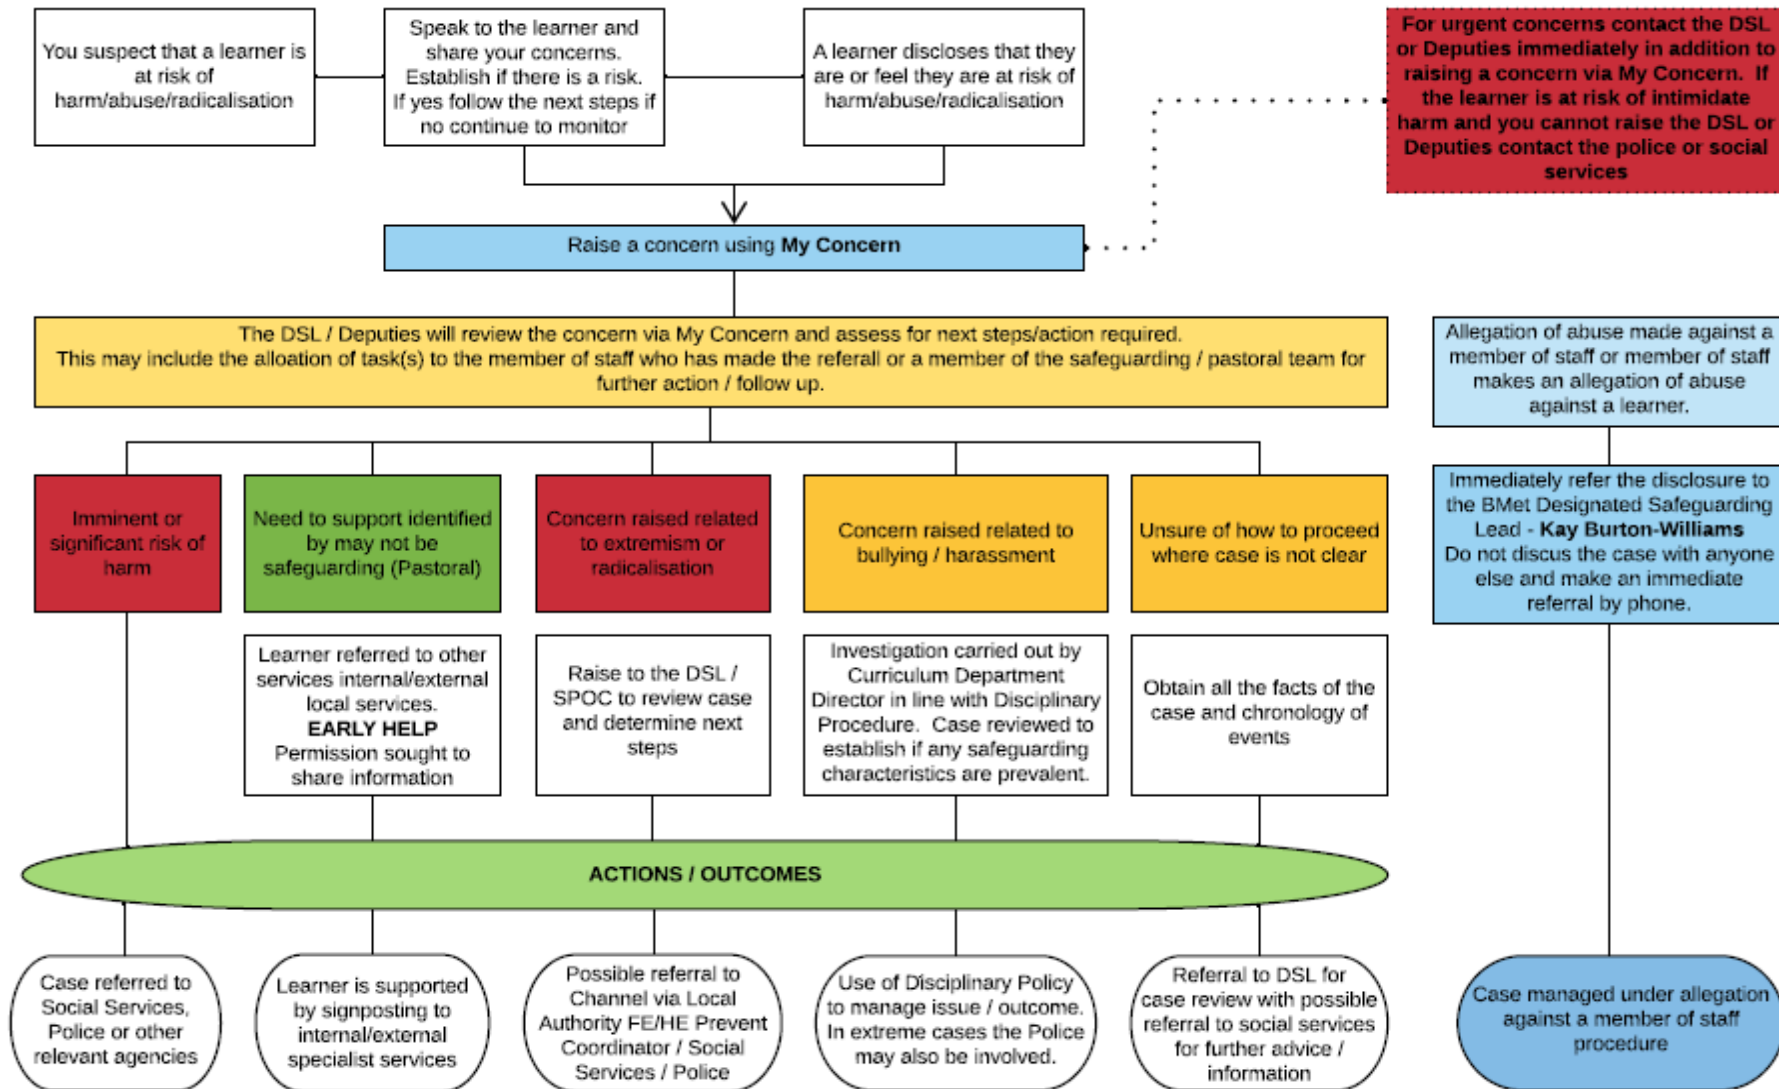 You suspect that a learner is
at risk of
harm/abuse/radicalisation
Speak to the learner and
share your concerns.
Establish if there is a risk.
If yes follow the next steps if
no continue to monitor
A learner discloses that they
are or feel they are at risk of
harm/abuse/radicalisation
For urgent concerns contact the DSL
or Deputies immediately in addition to
raising a concern via My Concern. If
the learner is at risk of intimidate
harm and you cannot raise the DSL or
Deputies contact the police or social
services
Raise a concern using My Concern
The DSL / Deputies will review the concern via My Concern and assess for next steps/action required.
This may include the alloation of task(s) to the member of staff who has made the referall or a member of the safeguarding / pastoral team for
further action / follow up.
Allegation of abuse made against a
member of staff or member of staff
makes an allegation of abuse
against a learner.
Imminent or
significant risk of
harm
Need to support identified
by may not be
safeguarding (Pastoral)
Concern raised related
to extremism or
radicalisation
Concern raised related to
bullying / harassment
Unsure of how to proceed
where case is not clear
Immediately refer the disclosure to
the BMet Designated Safeguarding
Lead - Kay Burton-Williams
Do not discus the case with anyone
else and make an immediate
referral by phone.
Learner referred to other
services internal/external
local services.
EARLY HELP
Permission sought to
share information
Raise to the DSL /
SPOC to review case
and determine next
steps
Investigation carried out by
Curriculum Department
Director in line with Disciplinary
Procedure. Case reviewed to
establish if any safeguarding
characteristics are prevalent.
Obtain all the facts of the
case and chronology of
events
ACTIONS / OUTCOMES
Case referred to
Social Services,
Police or other
relevant agencies
Learner is supported
by signposting to
internal/external
specialist services
Possible referral to
Channel via Local
Authority FE/HE Prevent
Coordinator / Social
Services / Police
Use of Disciplinary Policy
to manage issue / outcome.
In extreme cases the Police
may also be involved.
Referral to DSL for
case review with possible
referral to social services
for further advice /
information
Case managed under allegation
against a member of staff
procedure